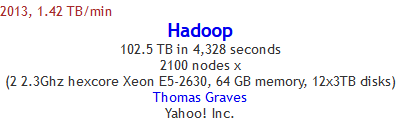 2013, 1.42 TB/min
Hadoop
102.5 TB in 4,328 seconds
2100 nodes x
(2 2.3Ghz hexcore Xeon E5-2630, 64 GB memory, 12x3TB disks)
Thomas Graves
Yahoo! Inc.